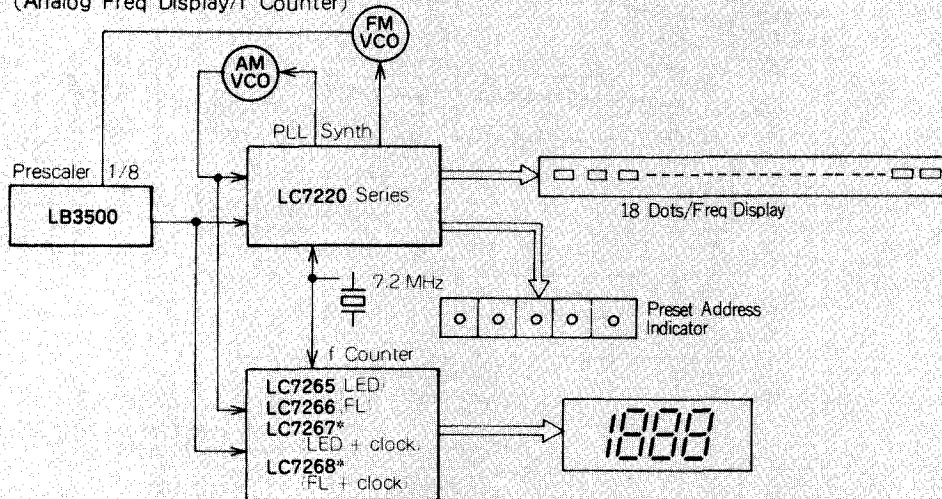 (Analog Freq Display/f Counter)
FM
VCO
AM
VCO
PLL Synth
Prescaler 1/8
LB3500
LC7220 Series
18 Dots/Freq Display
7.2 MHz
Preset Address
Indicator
f Counter
LC7265 LED
LC7266 FL
LC7267*
LED + clock)
LC7268*
(FL + clock)
1888